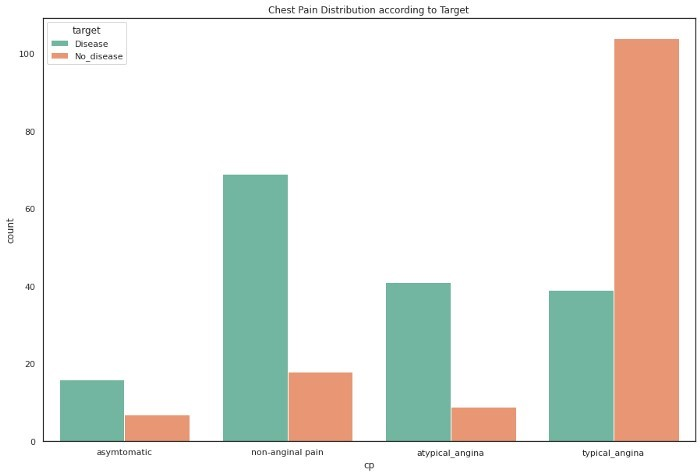 Chest Pain Distribution according to Target
target
Disease
No_disease
100
80
60
40
20
0
count
asymtomatic
non-anginal pain
atypical_angina
typical_angina
cp